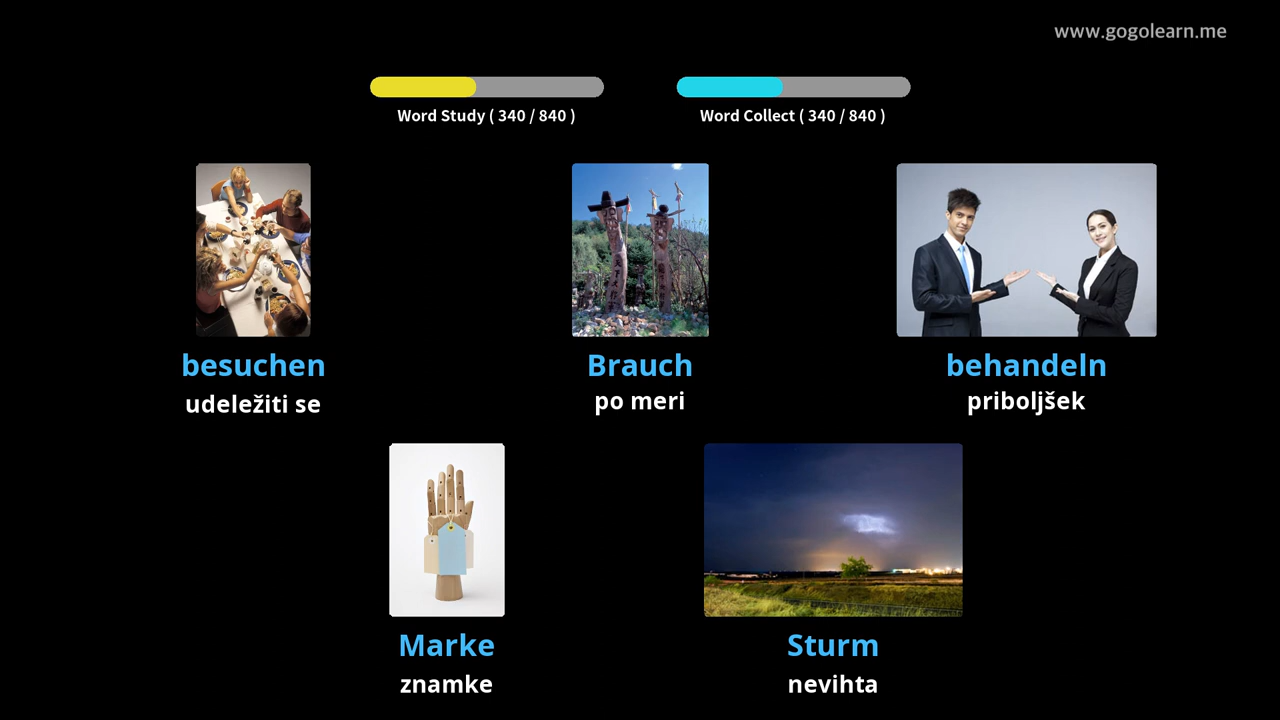 www.gogolearn.me
Word Study ( 340 / 840 )
Word Collect ( 340 / 840 )
besuchen
udeležiti se
Brauch
po meri
behandeln
priboljšek
Marke
znamke
Sturm
nevihta